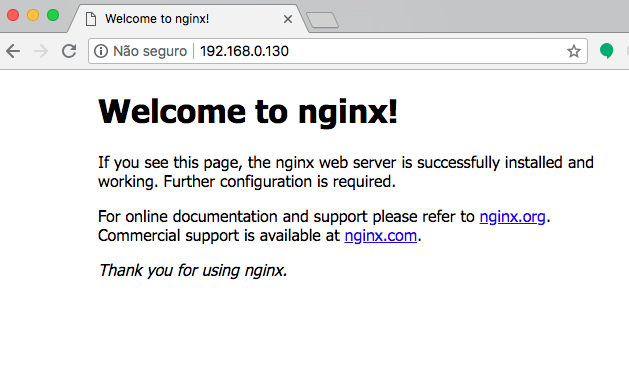 Welcome to nginx!
Não seguro 192.168.0.130
Welcome to nginx!
If you see this page, the nginx web server is successfully installed and
working. Further configuration is required.
For online documentation and support please refer to nginx.org.
Commercial support is available at nginx.com.
Thank you for using nginx.